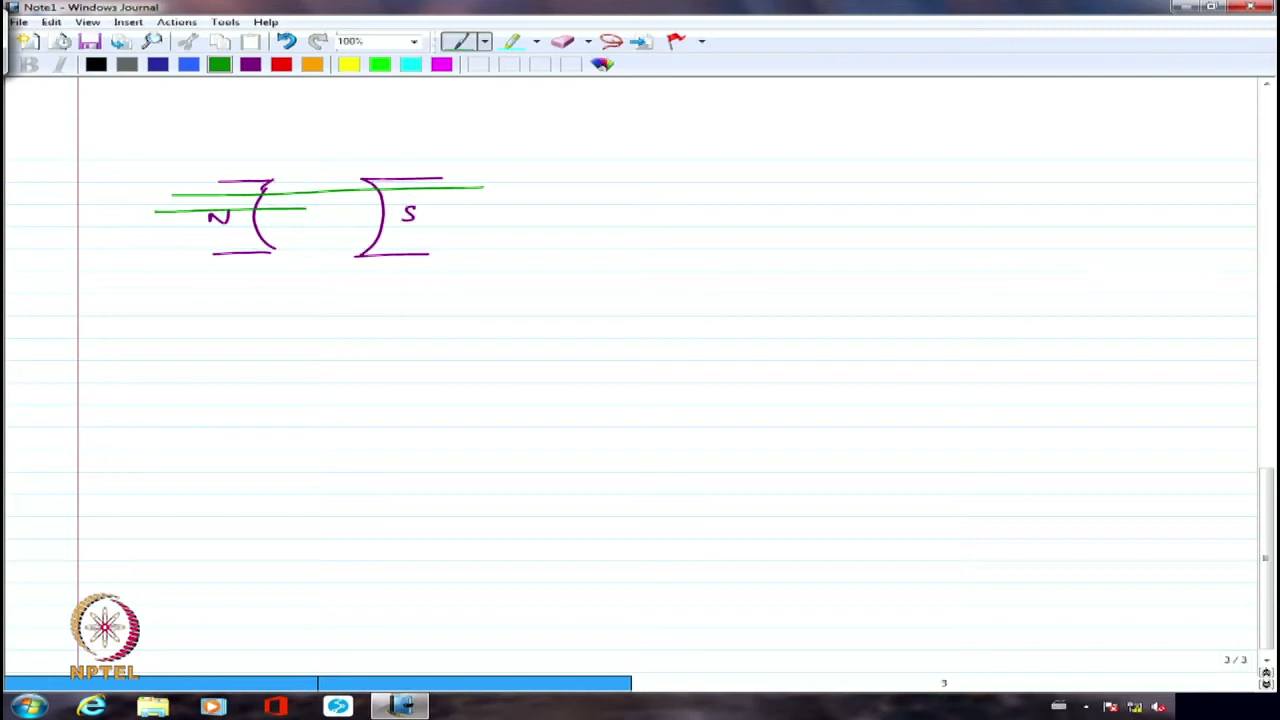 Note1 - Windows Journal
File Edit View Insert Actions Tools Help
100%
B I
N S
3 / 3
NPTEL
3